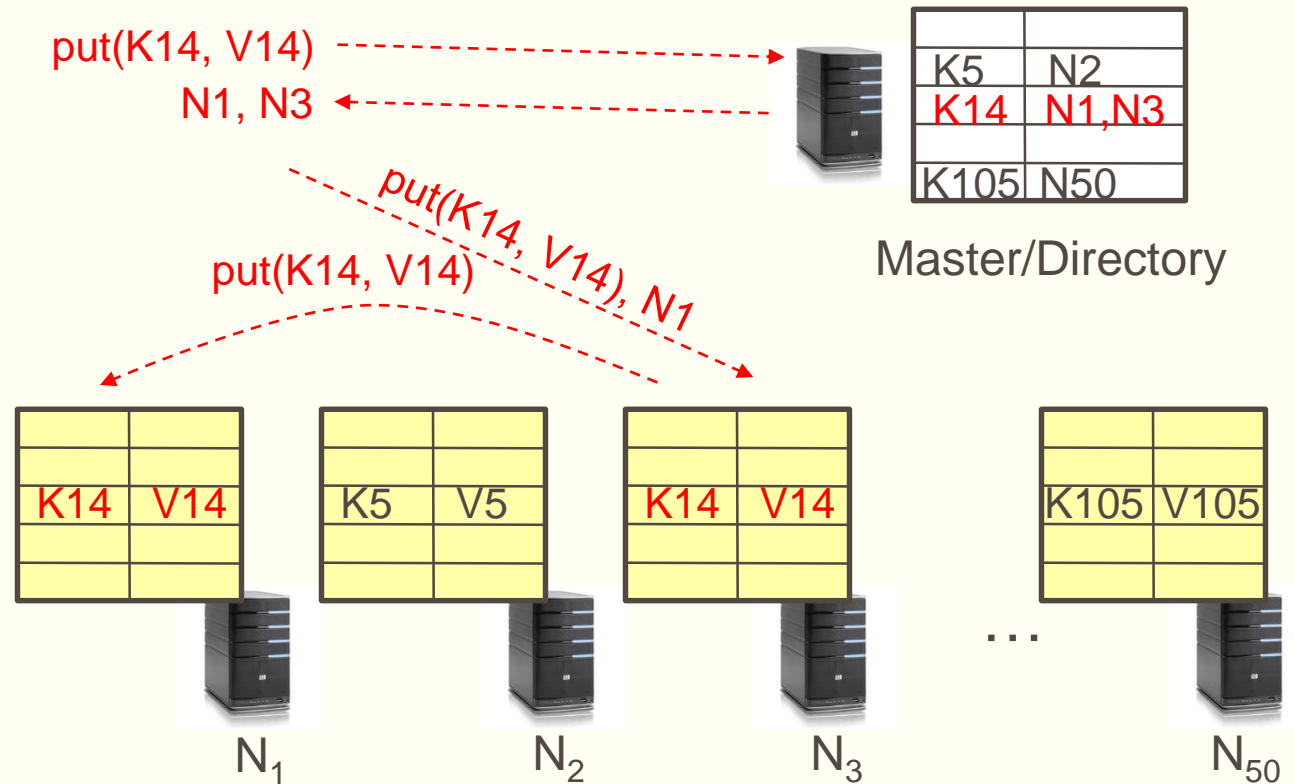 put(K14, V14)
N1, N3
K5 N2
K14 N1,N3
K105 N50
Master/Directory
put(K14, V14), N1
put(K14, V14)
K14 V14
K5 V5
K14 V14
K105 V105
...
N1
N2
N3
N50